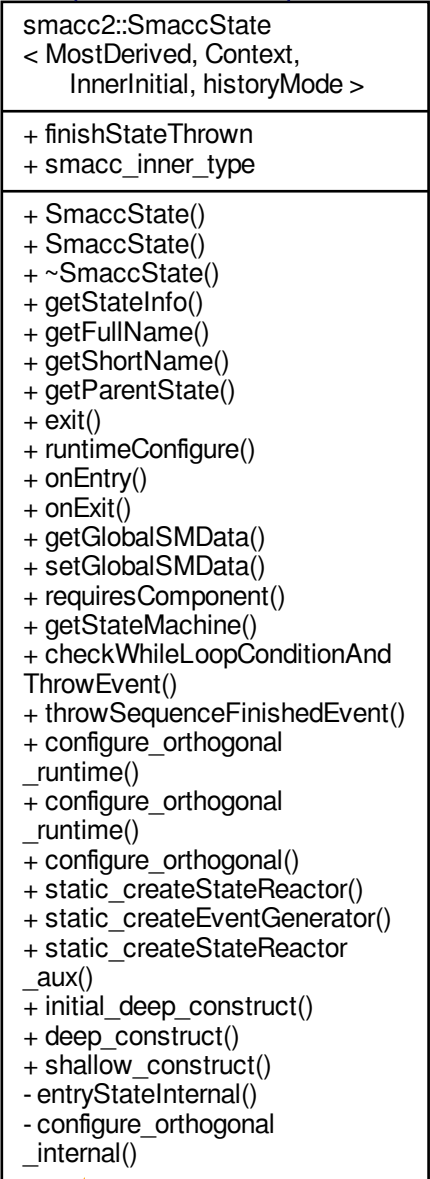 smacc2::SmaccState
< MostDerived, Context,
InnerInitial, historyMode >
+ finishStateThrown
+ smacc_inner_type
+ SmaccState()
+ SmaccState()
+ ~SmaccState()
+ getStateInfo()
+ getFullName()
+ getShortName()
+ getParentState()
+ exit()
+ runtimeConfigure()
+ onEntry()
+ onExit()
+ getGlobalSMData()
+ setGlobalSMData()
+ requiresComponent()
+ getStateMachine()
+ checkWhileLoopConditionAnd
ThrowEvent()
+ throwSequenceFinishedEvent()
+ configure_orthogonal
_runtime()
+ configure_orthogonal
_runtime()
+ configure_orthogonal()
+ static_createStateReactor()
+ static_createEventGenerator()
+ static_createStateReactor
_aux()
+ initial_deep_construct()
+ deep_construct()
+ shallow_construct()
- entryStateInternal()
- configure_orthogonal
_internal()